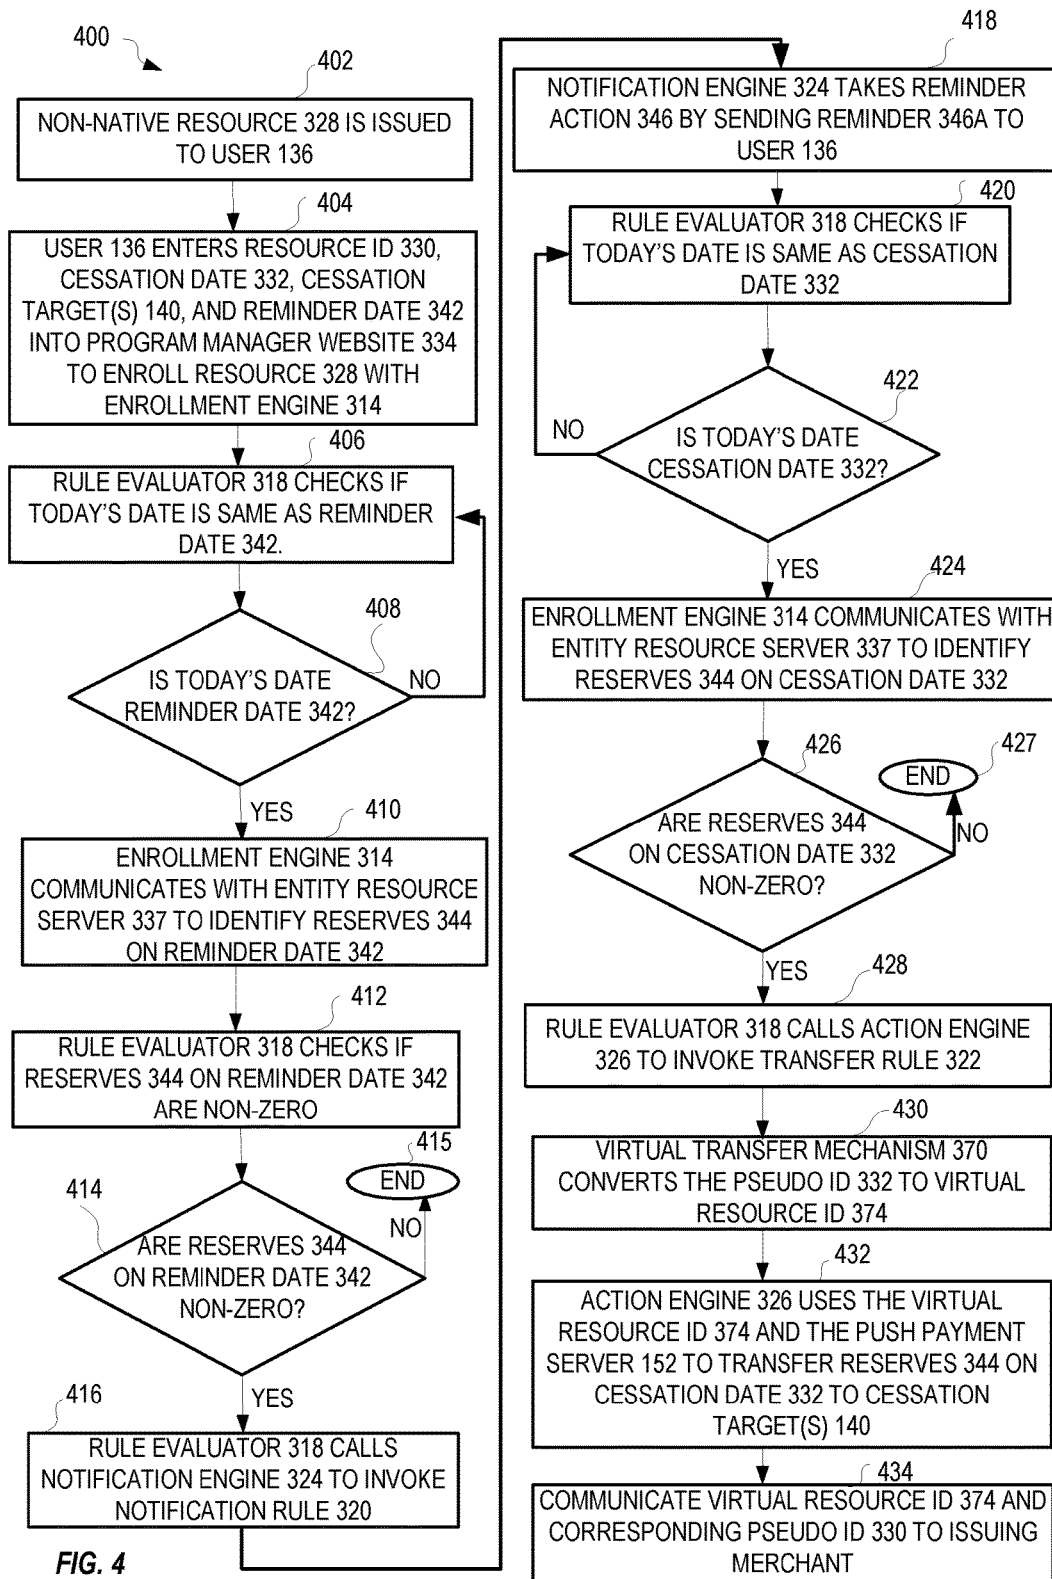 400
402
NON-NATIVE RESOURCE 328 IS ISSUED
TO USER 136
404
USER 136 ENTERS RESOURCE ID 330,
CESSATION DATE 332, CESSATION
TARGET(S) 140, AND REMINDER DATE 342
INTO PROGRAM MANAGER WEBSITE 334
TO ENROLL RESOURCE 328 WITH
ENROLLMENT ENGINE 314
406
RULE EVALUATOR 318 CHECKS IF
TODAY'S DATE IS SAME AS REMINDER
DATE 342.
408
IS TODAY'S DATE
REMINDER DATE 342?
NO
YES
410
ENROLLMENT ENGINE 314
COMMUNICATES WITH ENTITY RESOURCE
SERVER 337 TO IDENTIFY RESERVES 344
ON REMINDER DATE 342
412
RULE EVALUATOR 318 CHECKS IF
RESERVES 344 ON REMINDER DATE 342
ARE NON-ZERO
415
END
414
NO
ARE RESERVES 344
ON REMINDER DATE 342
NON-ZERO?
YES
416
RULE EVALUATOR 318 CALLS
NOTIFICATION ENGINE 324 TO INVOKE
NOTIFICATION RULE 320
FIG. 4
418
NOTIFICATION ENGINE 324 TAKES REMINDER
ACTION 346 BY SENDING REMINDER 346A TO
USER 136
420
RULE EVALUATOR 318 CHECKS IF
TODAY'S DATE IS SAME AS CESSATION
DATE 332
422
NO
IS TODAY'S DATE
CESSATION DATE 332?
YES
424
ENROLLMENT ENGINE 314 COMMUNICATES WITH
ENTITY RESOURCE SERVER 337 TO IDENTIFY
RESERVES 344 ON CESSATION DATE 332
426
427
END
NO
ARE RESERVES 344
ON CESSATION DATE 332
NON-ZERO?
YES
428
RULE EVALUATOR 318 CALLS ACTION ENGINE
326 TO INVOKE TRANSFER RULE 322
430
VIRTUAL TRANSFER MECHANISM 370
CONVERTS THE PSEUDO ID 332 TO VIRTUAL
RESOURCE ID 374
432
ACTION ENGINE 326 USES THE VIRTUAL
RESOURCE ID 374 AND THE PUSH PAYMENT
SERVER 152 TO TRANSFER RESERVES 344 ON
CESSATION DATE 332 TO CESSATION
TARGET(S) 140
434
COMMUNICATE VIRTUAL RESOURCE ID 374 AND
CORRESPONDING PSEUDO ID 330 TO ISSUING
MERCHANT